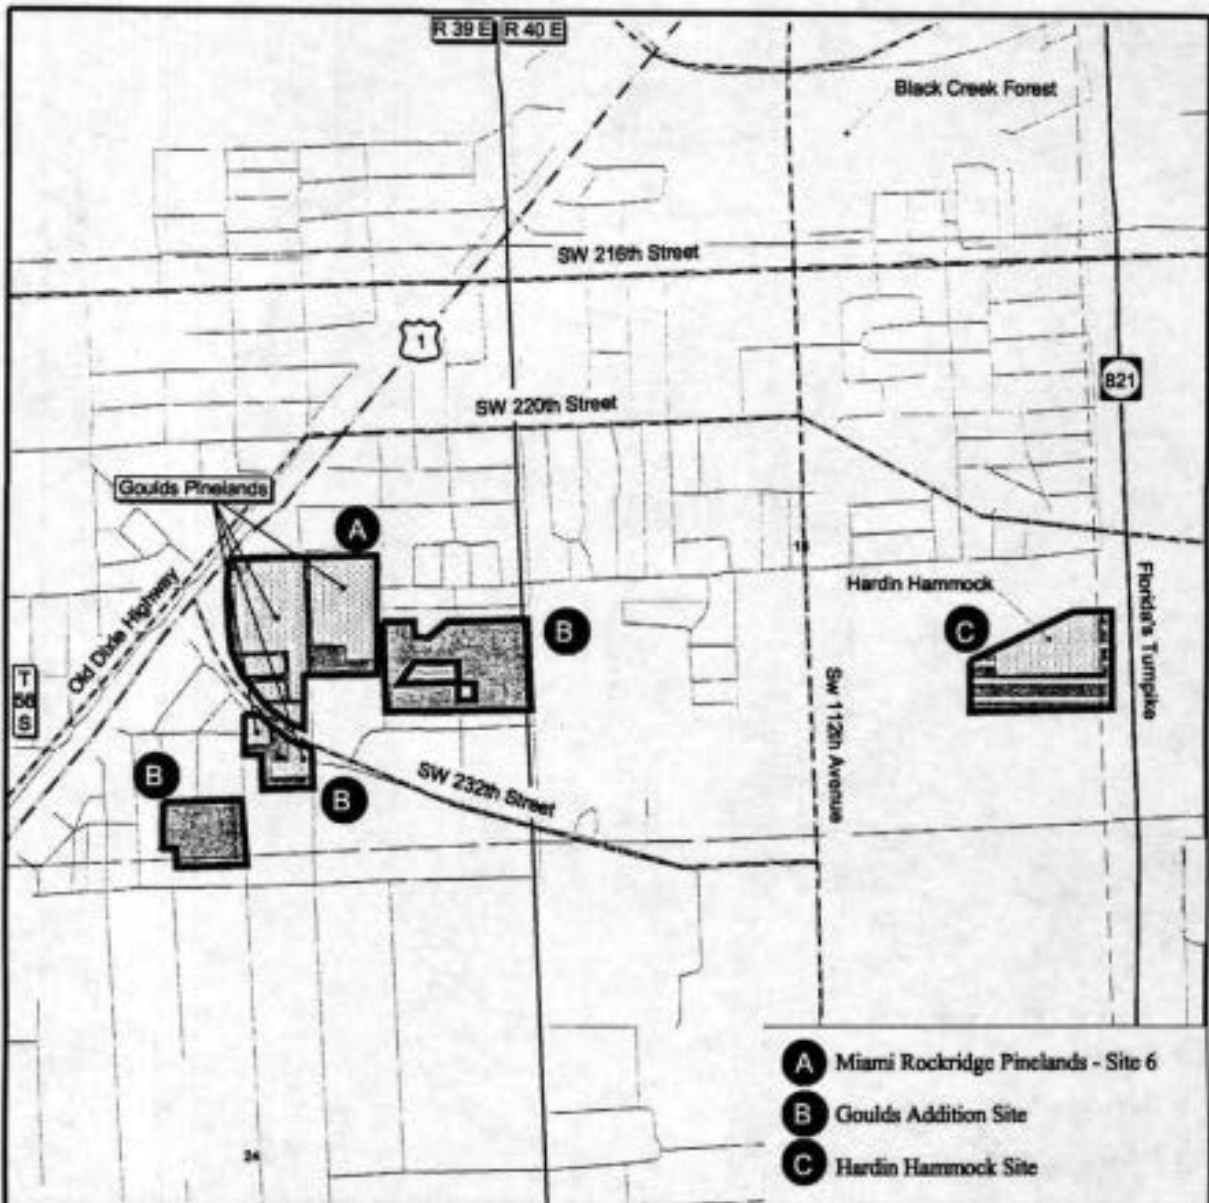 R 39 E R 40 E
Black Creek Forest
SW 216th Street
1
821
SW 220th Street
Goulds Pinelands
A
Old Dixie Highway
Hardin Hammock
Florida's Turnpike
B
C
T
S
B
B
SW 232th Street
Sw 112th Avenue
A Miami Rockridge Pinelands - Site 6
B Goulds Addition Site
C Hardin Hammock Site